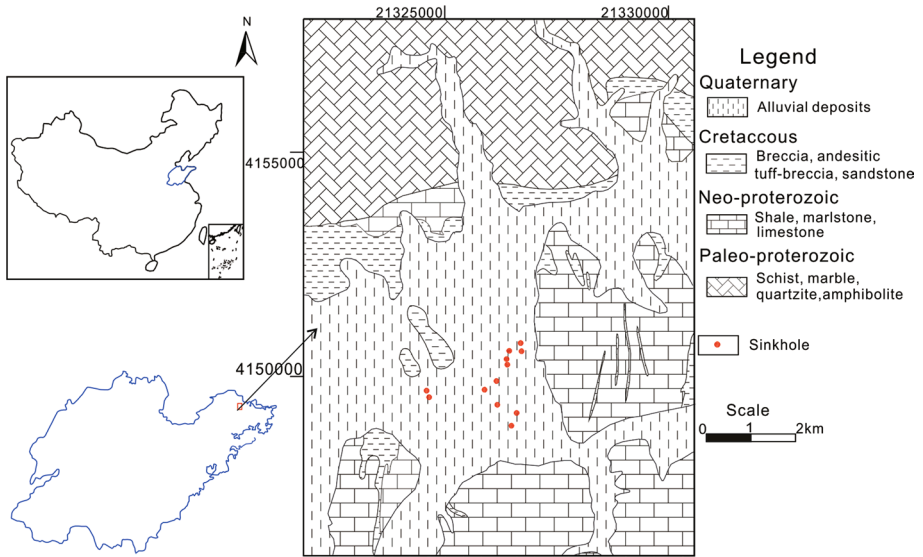 N
21325000
21330000
4155000
4150000
Legend
Quaternary
Alluvial deposits
Cretaccous
Breccia, andesitic
tuff-breccia, sandstone
Neo-proterozoic
Shale, marlstone,
limestone
Paleo-proterozoic
Schist, marble,
quartzite,amphibolite
Sinkhole
Scale
0 1 2km